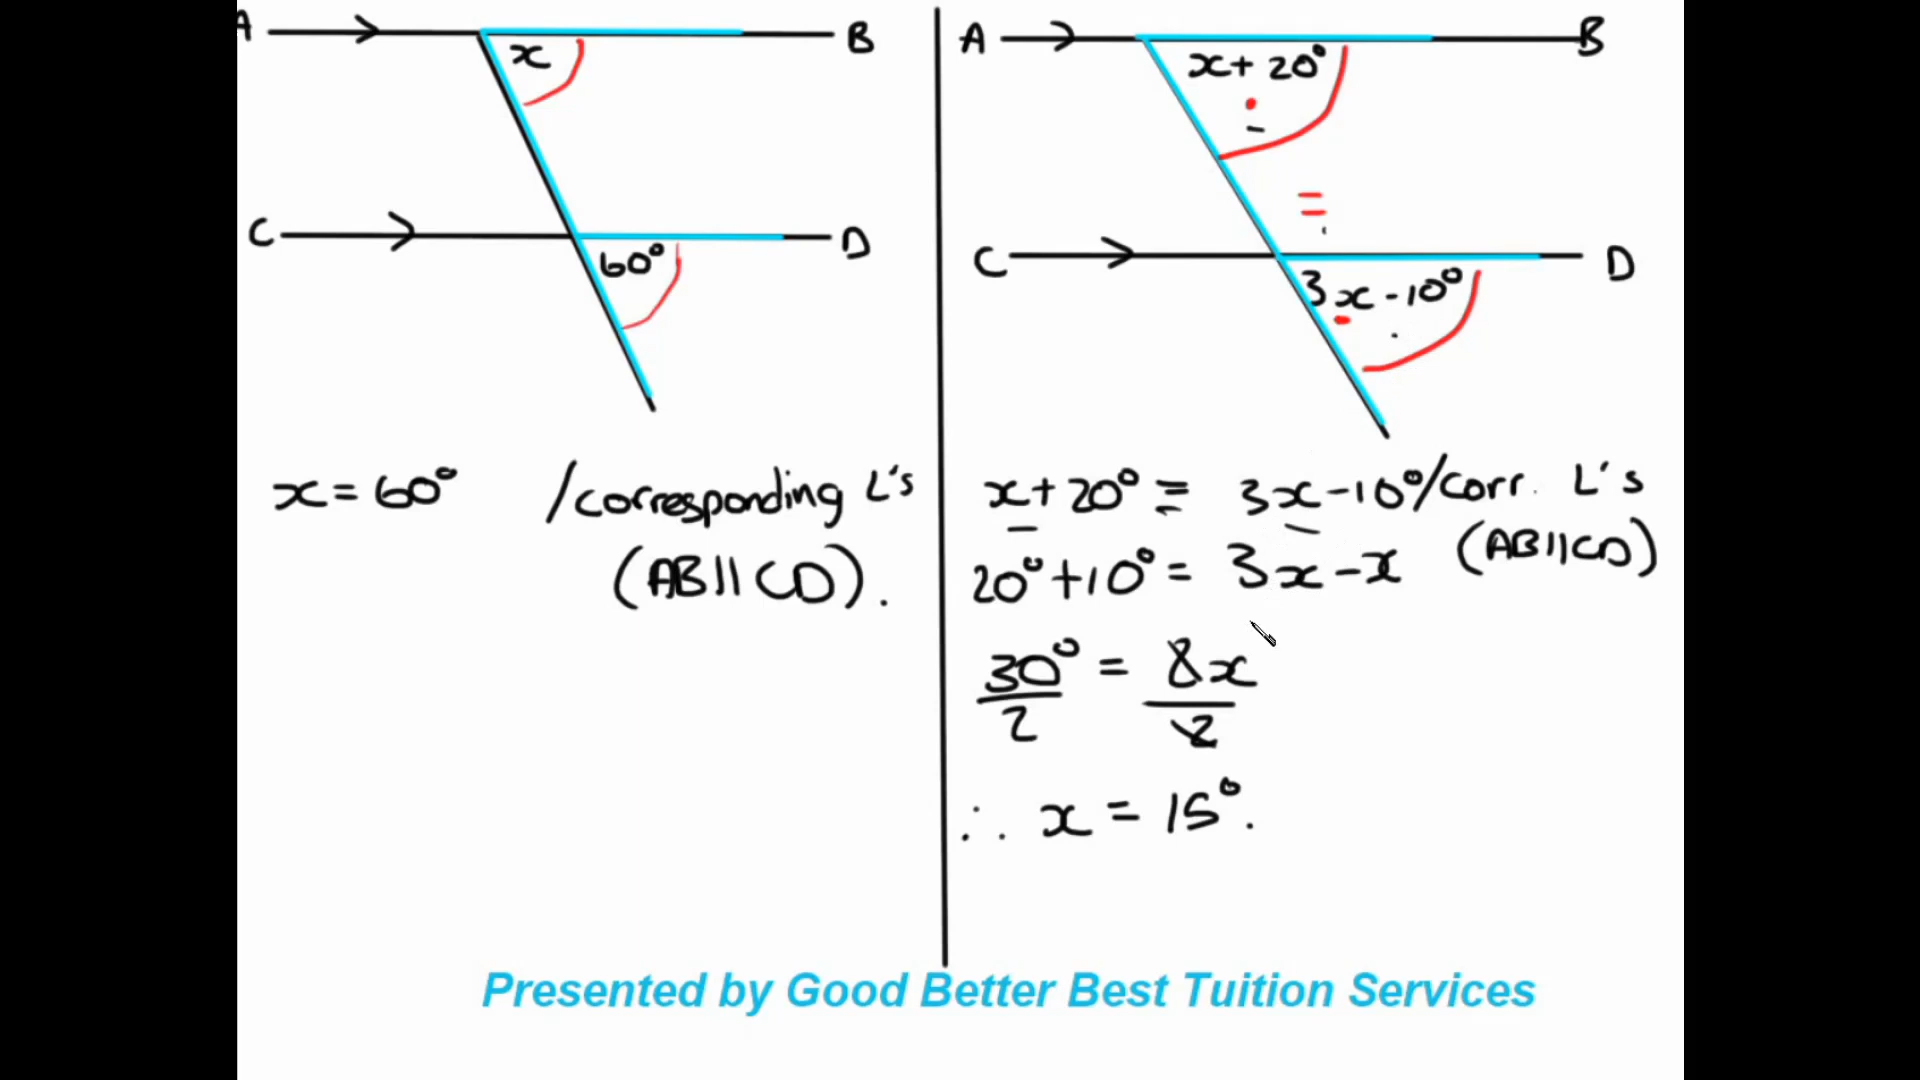 A B
x
C D
60°
x = 60° /corresponding L's
(AB||CD).
A B
x + 20°
=
C D
3x - 10°
x + 20° = 3x - 10° /corr. L's
(AB||CD)
20° + 10° = 3x - x
30° = 2x
2 2
∴ x = 15°.
Presented by Good Better Best Tuition Services